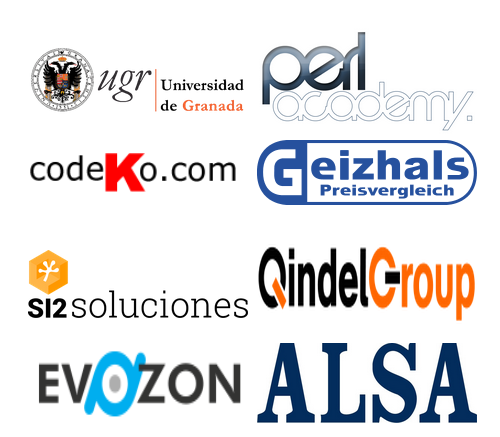 ugr
Universidad
de Granada
perl
academy.
codeKo.com
Geizhals
Preisvergleich
SI2 soluciones
QindelGroup
EVOZON
ALSA